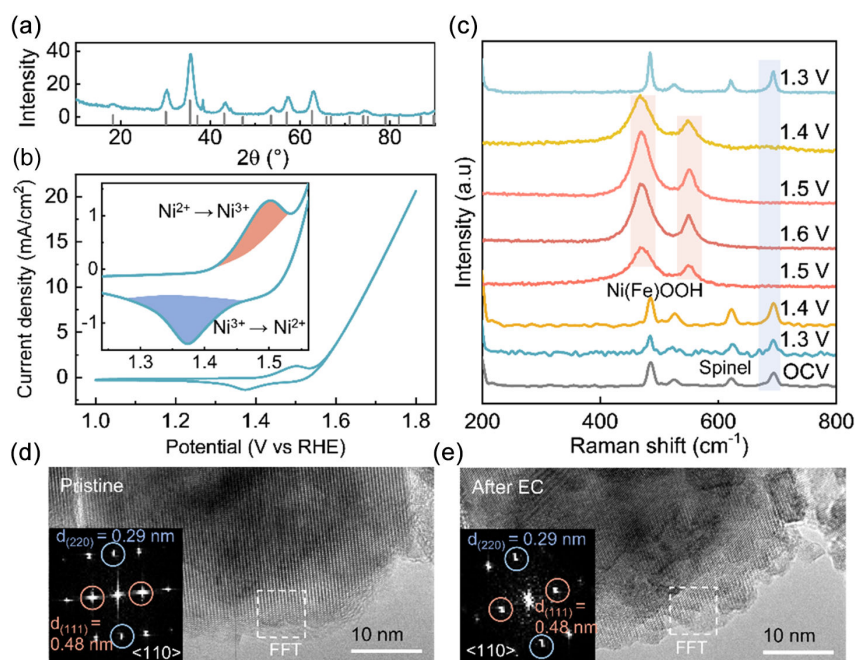 (a)
Intensity
40
20
0
20
40
60
80
2θ (°)
(b)
Current density (mA/cm²)
20
15
10
5
0
-5
1
0
-1
Ni²⁺→Ni³⁺
Ni³⁺→Ni²⁺
1.3
1.4
1.5
1.0
1.2
1.4
1.6
1.8
Potential (V vs RHE)
(c)
Intensity (a.u)
1.3 V
1.4 V
1.5 V
1.6 V
1.5 V
Ni(Fe)OOH
1.4 V
1.3 V
Spinel
OCV
200
400
600
800
Raman shift (cm⁻¹)
(d)
Pristine
d(220) = 0.29 nm
d(111) =
0.48 nm
<110>
FFT
10 nm
(e)
After EC
d(220) = 0.29 nm
d(111) =
0.48 nm
<110>.
FFT
10 nm